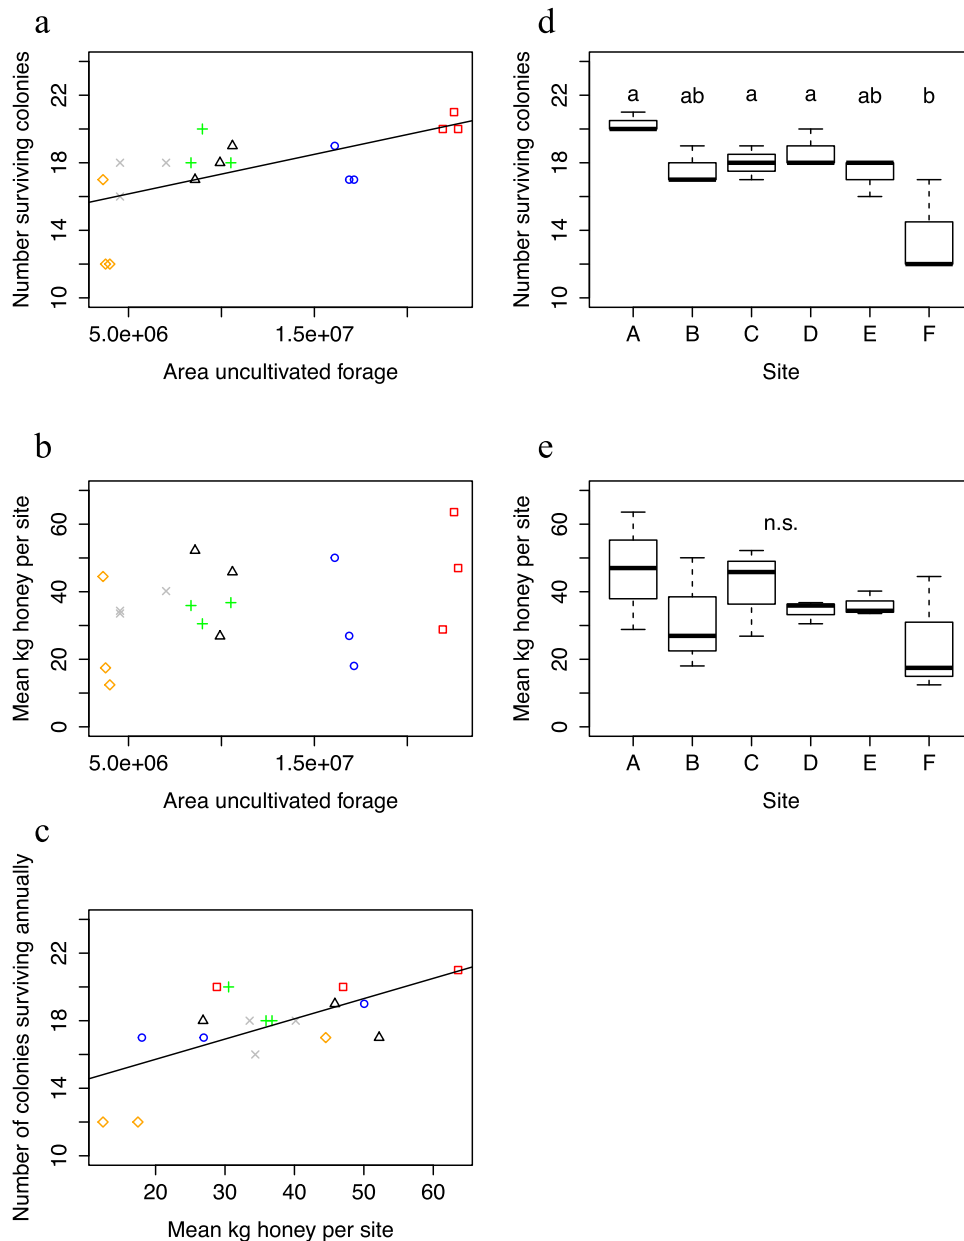 a
Number surviving colonies
10
14
18
22
5.0e+06
1.5e+07
Area uncultivated forage
d
Number surviving colonies
10
14
18
22
a
ab
a
a
ab
b
A
B
C
D
E
F
Site
b
Mean kg honey per site
0
20
40
60
5.0e+06
1.5e+07
Area uncultivated forage
e
Mean kg honey per site
0
20
40
60
n.s.
A
B
C
D
E
F
Site
c
Number of colonies surviving annually
10
14
18
22
20
30
40
50
60
Mean kg honey per site